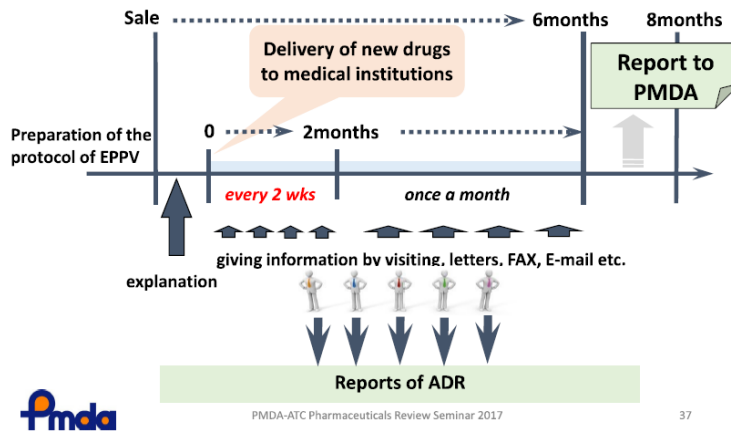 Sale
6months
8months
Delivery of new drugs
to medical institutions
Report to
PMDA
Preparation of the
protocol of EPPV
0
2months
every 2 wks
once a month
giving information by visiting, letters, FAX, E-mail etc.
explanation
Reports of ADR
Pmda
PMDA-ATC Pharmaceuticals Review Seminar 2017
37